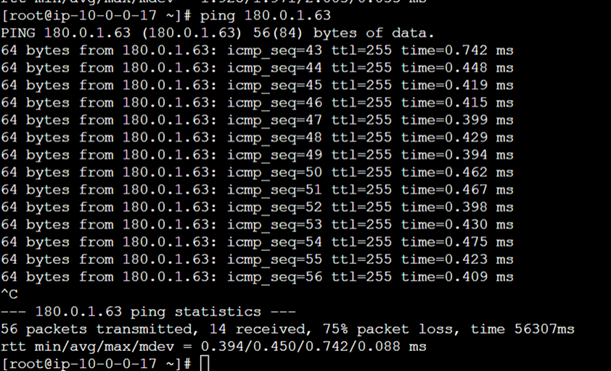 [root@ip-10-0-0-17 ~]# ping 180.0.1.63
PING 180.0.1.63 (180.0.1.63) 56(84) bytes of data.
64 bytes from 180.0.1.63: icmp_seq=43 ttl=255 time=0.742 ms
64 bytes from 180.0.1.63: icmp_seq=44 ttl=255 time=0.448 ms
64 bytes from 180.0.1.63: icmp_seq=45 ttl=255 time=0.419 ms
64 bytes from 180.0.1.63: icmp_seq=46 ttl=255 time=0.415 ms
64 bytes from 180.0.1.63: icmp_seq=47 ttl=255 time=0.399 ms
64 bytes from 180.0.1.63: icmp_seq=48 ttl=255 time=0.429 ms
64 bytes from 180.0.1.63: icmp_seq=49 ttl=255 time=0.394 ms
64 bytes from 180.0.1.63: icmp_seq=50 ttl=255 time=0.462 ms
64 bytes from 180.0.1.63: icmp_seq=51 ttl=255 time=0.467 ms
64 bytes from 180.0.1.63: icmp_seq=52 ttl=255 time=0.398 ms
64 bytes from 180.0.1.63: icmp_seq=53 ttl=255 time=0.430 ms
64 bytes from 180.0.1.63: icmp_seq=54 ttl=255 time=0.475 ms
64 bytes from 180.0.1.63: icmp_seq=55 ttl=255 time=0.423 ms
64 bytes from 180.0.1.63: icmp_seq=56 ttl=255 time=0.409 ms
^C
--- 180.0.1.63 ping statistics ---
56 packets transmitted, 14 received, 75% packet loss, time 56307ms
rtt min/avg/max/mdev = 0.394/0.450/0.742/0.088 ms
[root@ip-10-0-0-17 ~]#